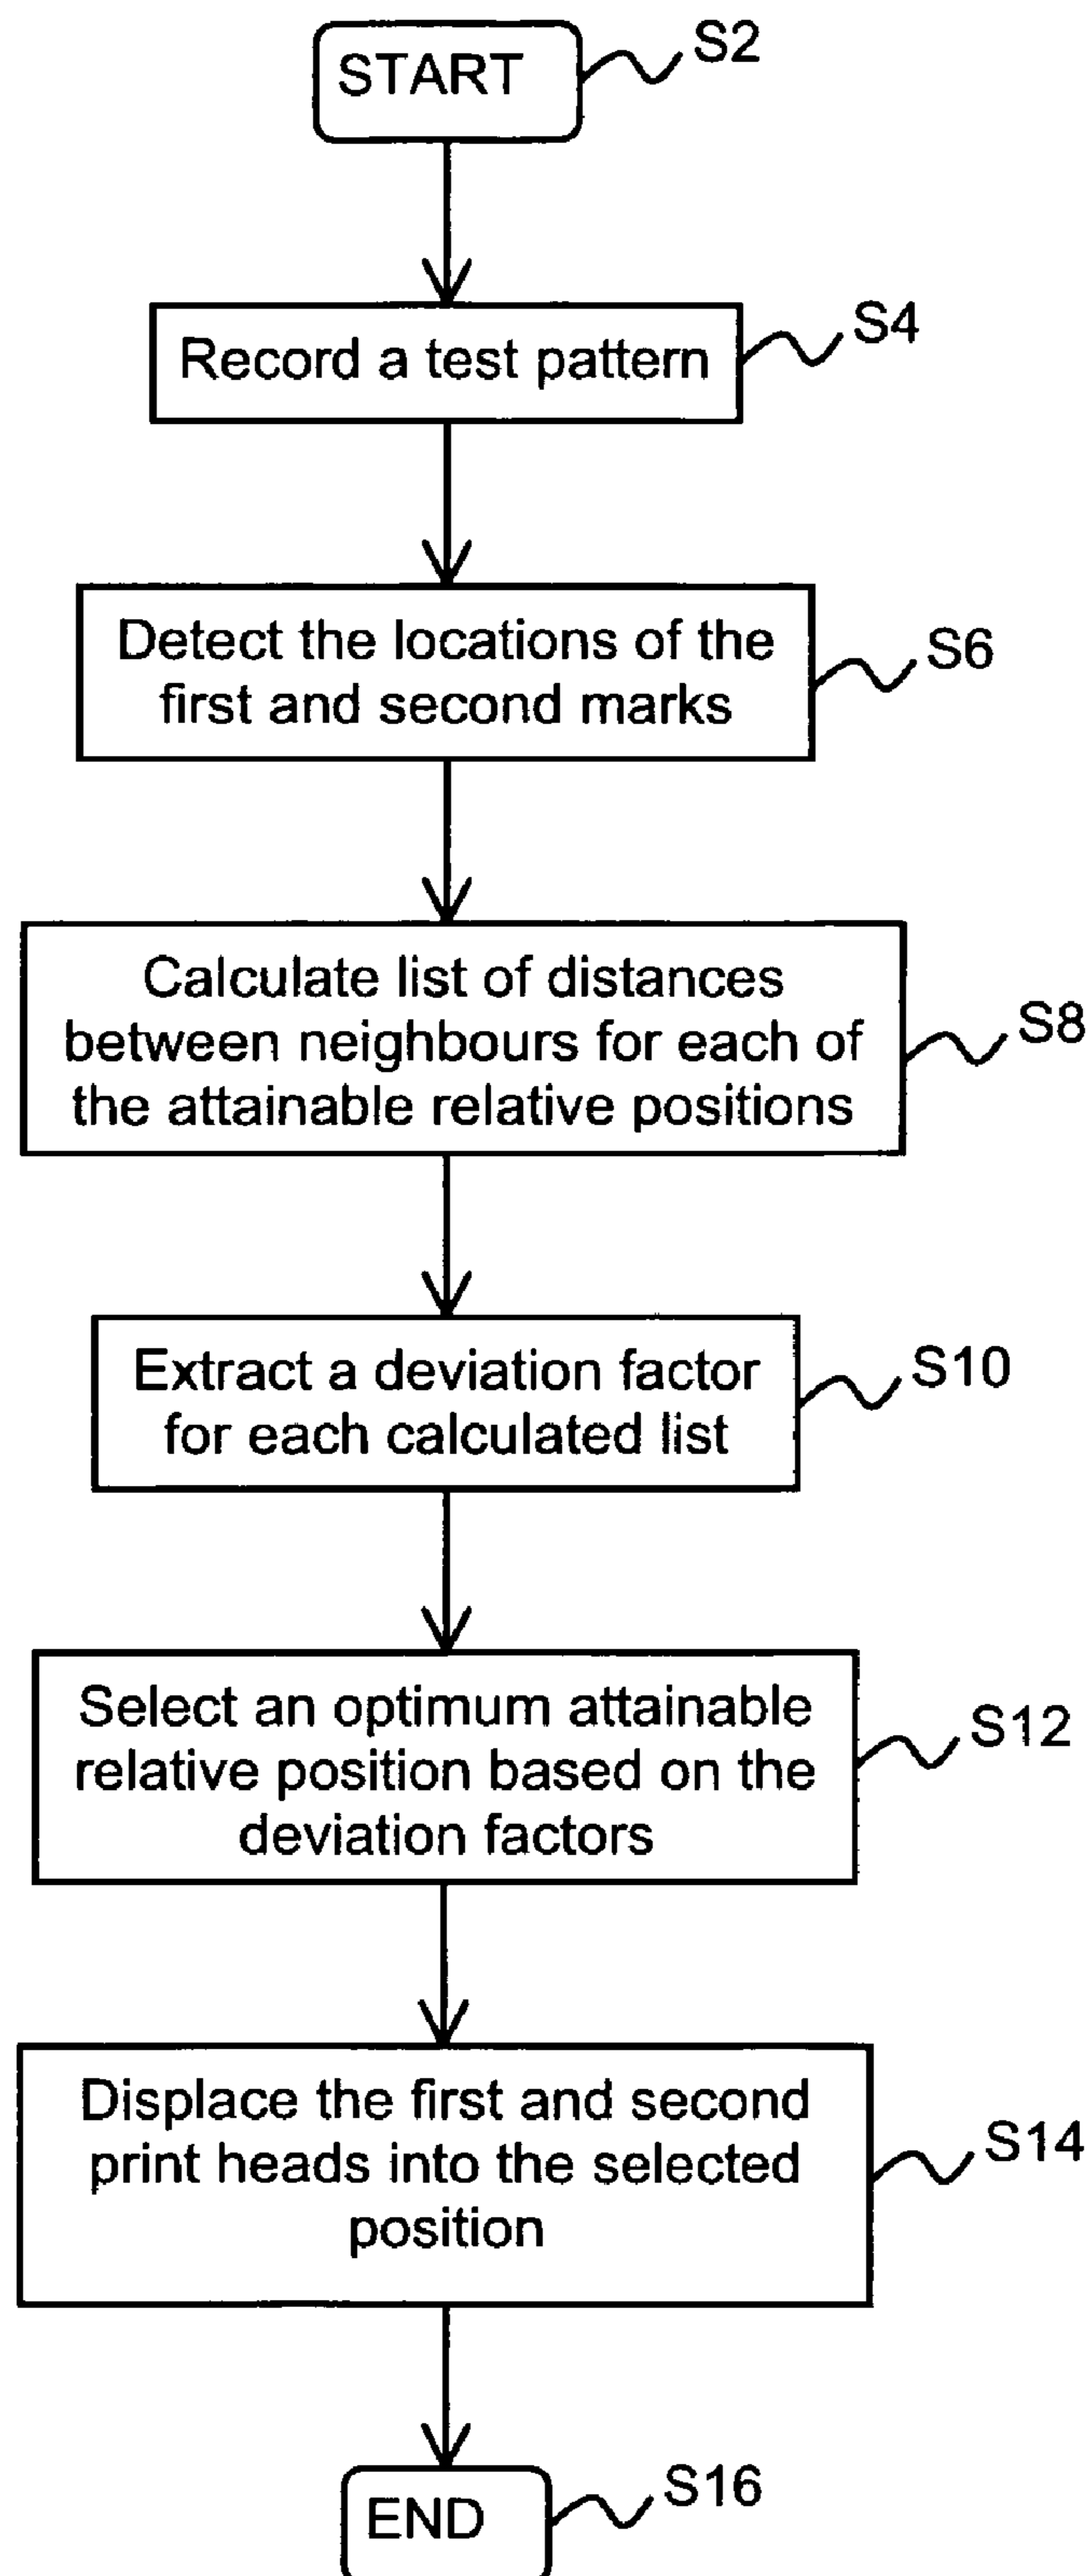 START
S2
Record a test pattern
S4
Detect the locations of the
first and second marks
S6
Calculate list of distances
between neighbours for each of
the attainable relative positions
S8
Extract a deviation factor
for each calculated list
S10
Select an optimum attainable
relative position based on the
deviation factors
S12
Displace the first and second
print heads into the selected
position
S14
END
S16